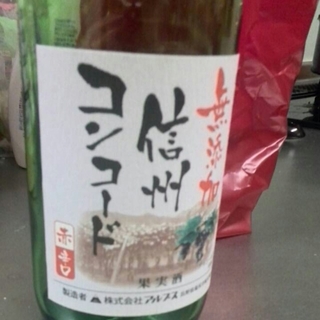 無添加
信州
コンコード
赤 辛口
果実酒
製造者 株式会社アルプス